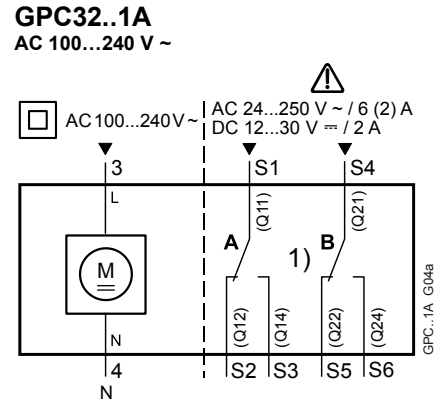 GPC32..1A
AC 100...240 V ~
AC 100...240 V ~
AC 24...250 V ~ / 6 (2) A
DC 12...30 V ⎓ / 2 A
3
S1
S4
L
(Q11)
(Q21)
A
1)
B
M
N
(Q12)
(Q14)
(Q22)
(Q24)
4
S2
S3
S5
S6
N
GPC..1A G04a